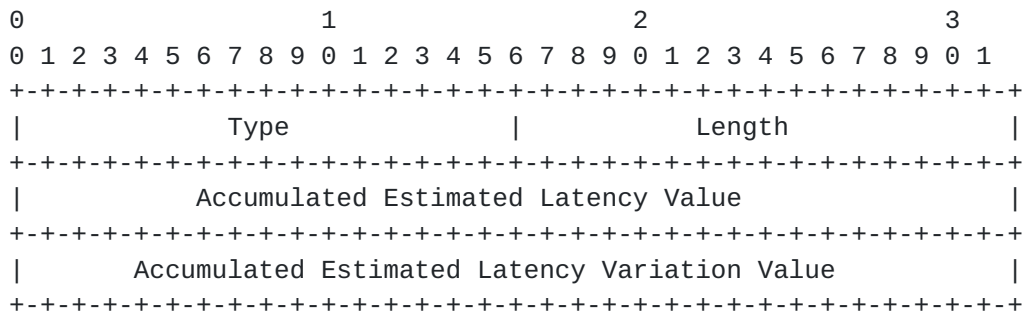 0                   1                   2                   3
0 1 2 3 4 5 6 7 8 9 0 1 2 3 4 5 6 7 8 9 0 1 2 3 4 5 6 7 8 9 0 1
+-+-+-+-+-+-+-+-+-+-+-+-+-+-+-+-+-+-+-+-+-+-+-+-+-+-+-+-+-+-+-+-+
|             Type              |           Length              |
+-+-+-+-+-+-+-+-+-+-+-+-+-+-+-+-+-+-+-+-+-+-+-+-+-+-+-+-+-+-+-+-+
|           Accumulated Estimated Latency Value                 |
+-+-+-+-+-+-+-+-+-+-+-+-+-+-+-+-+-+-+-+-+-+-+-+-+-+-+-+-+-+-+-+-+
|       Accumulated Estimated Latency Variation Value           |
+-+-+-+-+-+-+-+-+-+-+-+-+-+-+-+-+-+-+-+-+-+-+-+-+-+-+-+-+-+-+-+-+